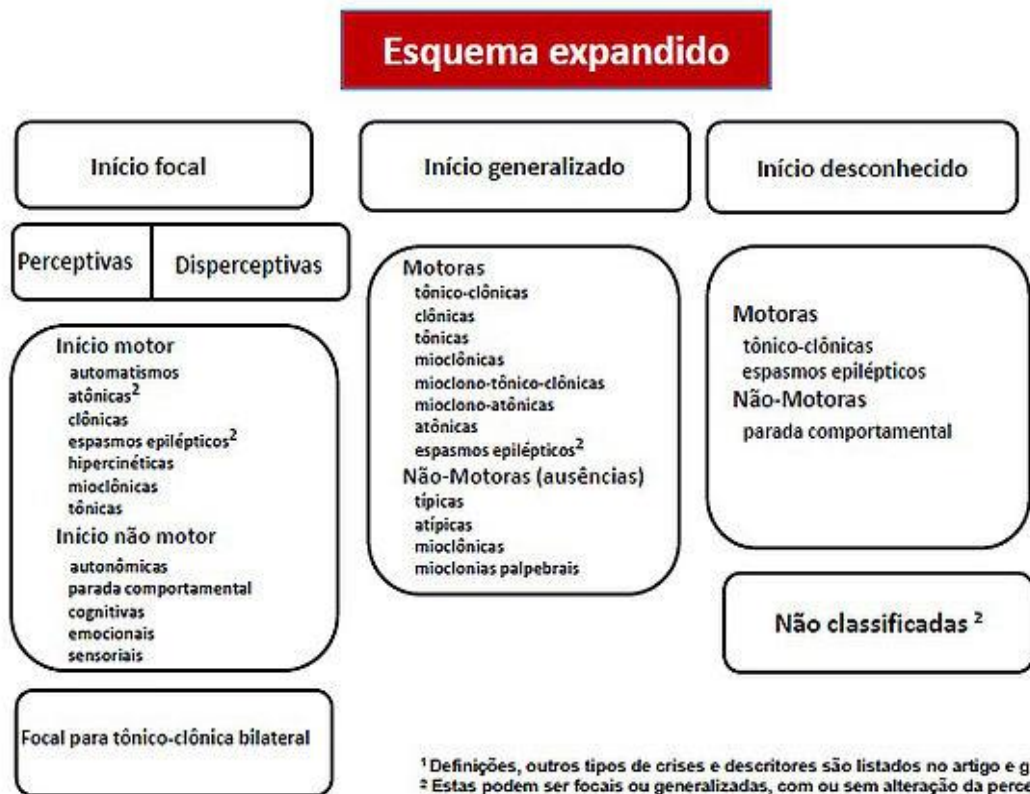 Esquema expandido
Início focal
Perceptivas
Disperceptivas
Início motor
automatismos
atônicas²
clônicas
espasmos epilépticos²
hipercinéticas
mioclônicas
tônicas
Início não motor
autonômicas
parada comportamental
cognitivas
emocionais
sensoriais
Focal para tônico-clônica bilateral
Início generalizado
Motoras
tônico-clônicas
clônicas
tônicas
mioclônicas
mioclono-tônico-clônicas
mioclono-atônicas
atônicas
espasmos epilépticos²
Não-Motoras (ausências)
típicas
atípicas
mioclônicas
mioclonias palpebrais
Início desconhecido
Motoras
tônico-clônicas
espasmos epilépticos
Não-Motoras
parada comportamental
Não classificadas ²
¹ Definições, outros tipos de crises e descritores são listados no artigo e g
² Estas podem ser focais ou generalizadas, com ou sem alteração da perce